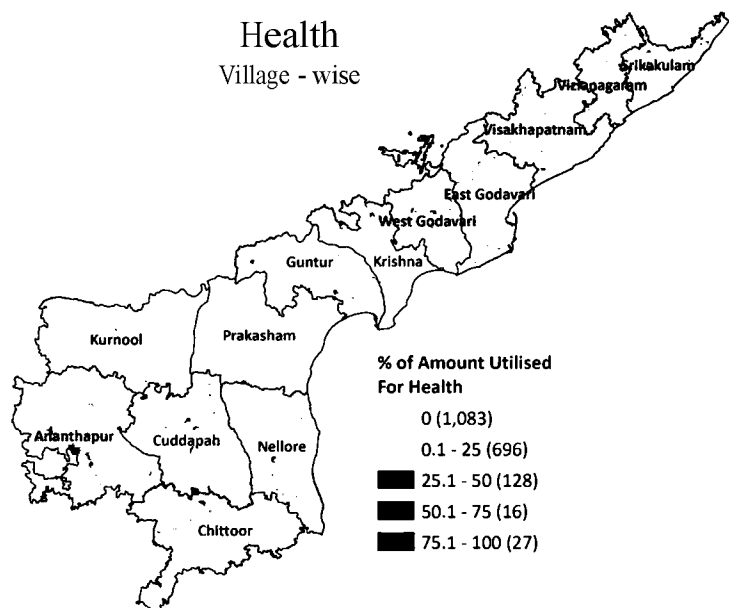 Health
Village - wise
Srikakulam
Vizianagaram
Visakhapatnam
East Godavari
West Godavari
Krishna
Guntur
Prakasham
Kurnool
% of Amount Utilised
For Health
0 (1,083)
0.1 - 25 (696)
25.1 - 50 (128)
50.1 - 75 (16)
75.1 - 100 (27)
Ananthapur
Cuddapah
Nellore
Chittoor